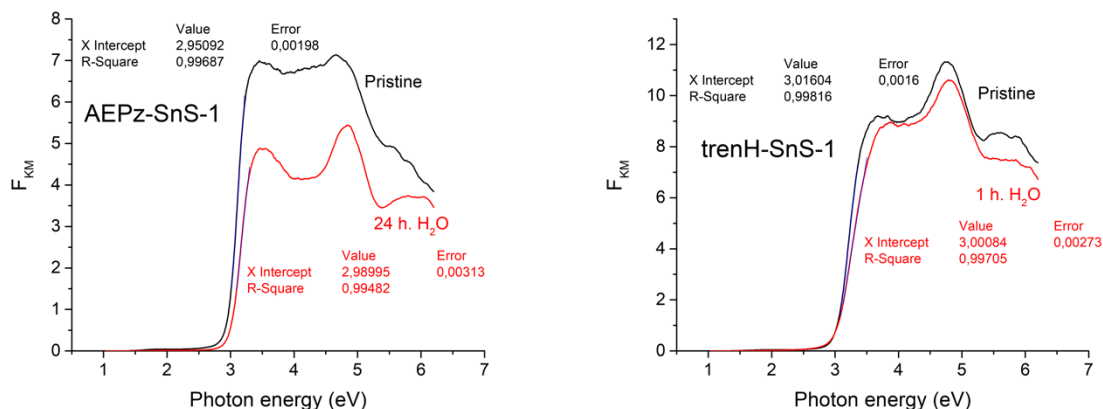 8
7
6
5
4
3
2
1
0
F_KM
Value Error
X Intercept 2,95092 0,00198
R-Square 0,99687
Pristine
AEPz-SnS-1
24 h. H2O
Value Error
X Intercept 2,98995 0,00313
R-Square 0,99482
1 2 3 4 5 6 7
Photon energy (eV)
12
10
8
6
4
2
0
F_KM
Value Error
X Intercept 3,01604 0,0016
R-Square 0,99816
Pristine
trenH-SnS-1
1 h. H2O
Value Error
X Intercept 3,00084 0,00273
R-Square 0,99705
1 2 3 4 5 6 7
Photon energy (eV)